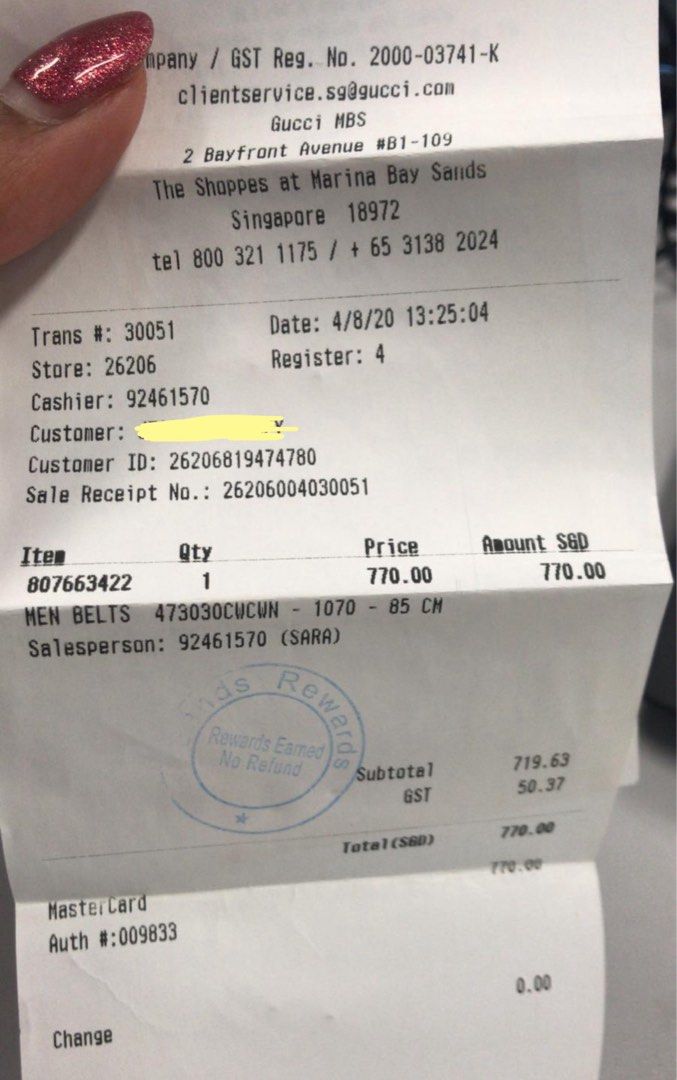 mpany / GST Reg. No. 2000-03741-K
clientservice.sg@gucci.com
Gucci MBS
2 Bayfront Avenue #B1-109
The Shoppes at Marina Bay Sands
Singapore 18972
tel 800 321 1175 / + 65 3138 2024
Trans #: 30051 Date: 4/8/20 13:25:04
Store: 26206 Register: 4
Cashier: 92461570
Customer:
Customer ID: 26206819474780
Sale Receipt No.: 26206004030051
Item Qty Price Amount SGD
807663422 1 770.00 770.00
MEN BELTS 473030CWCWN - 1070 - 85 CM
Salesperson: 92461570 (SARA)
nds Rewards
Rewards Earned
No Refund
Subtotal 719.63
GST 50.37
Total(SGD) 770.00
770.00
MasterCard
Auth #:009833
0.00
Change